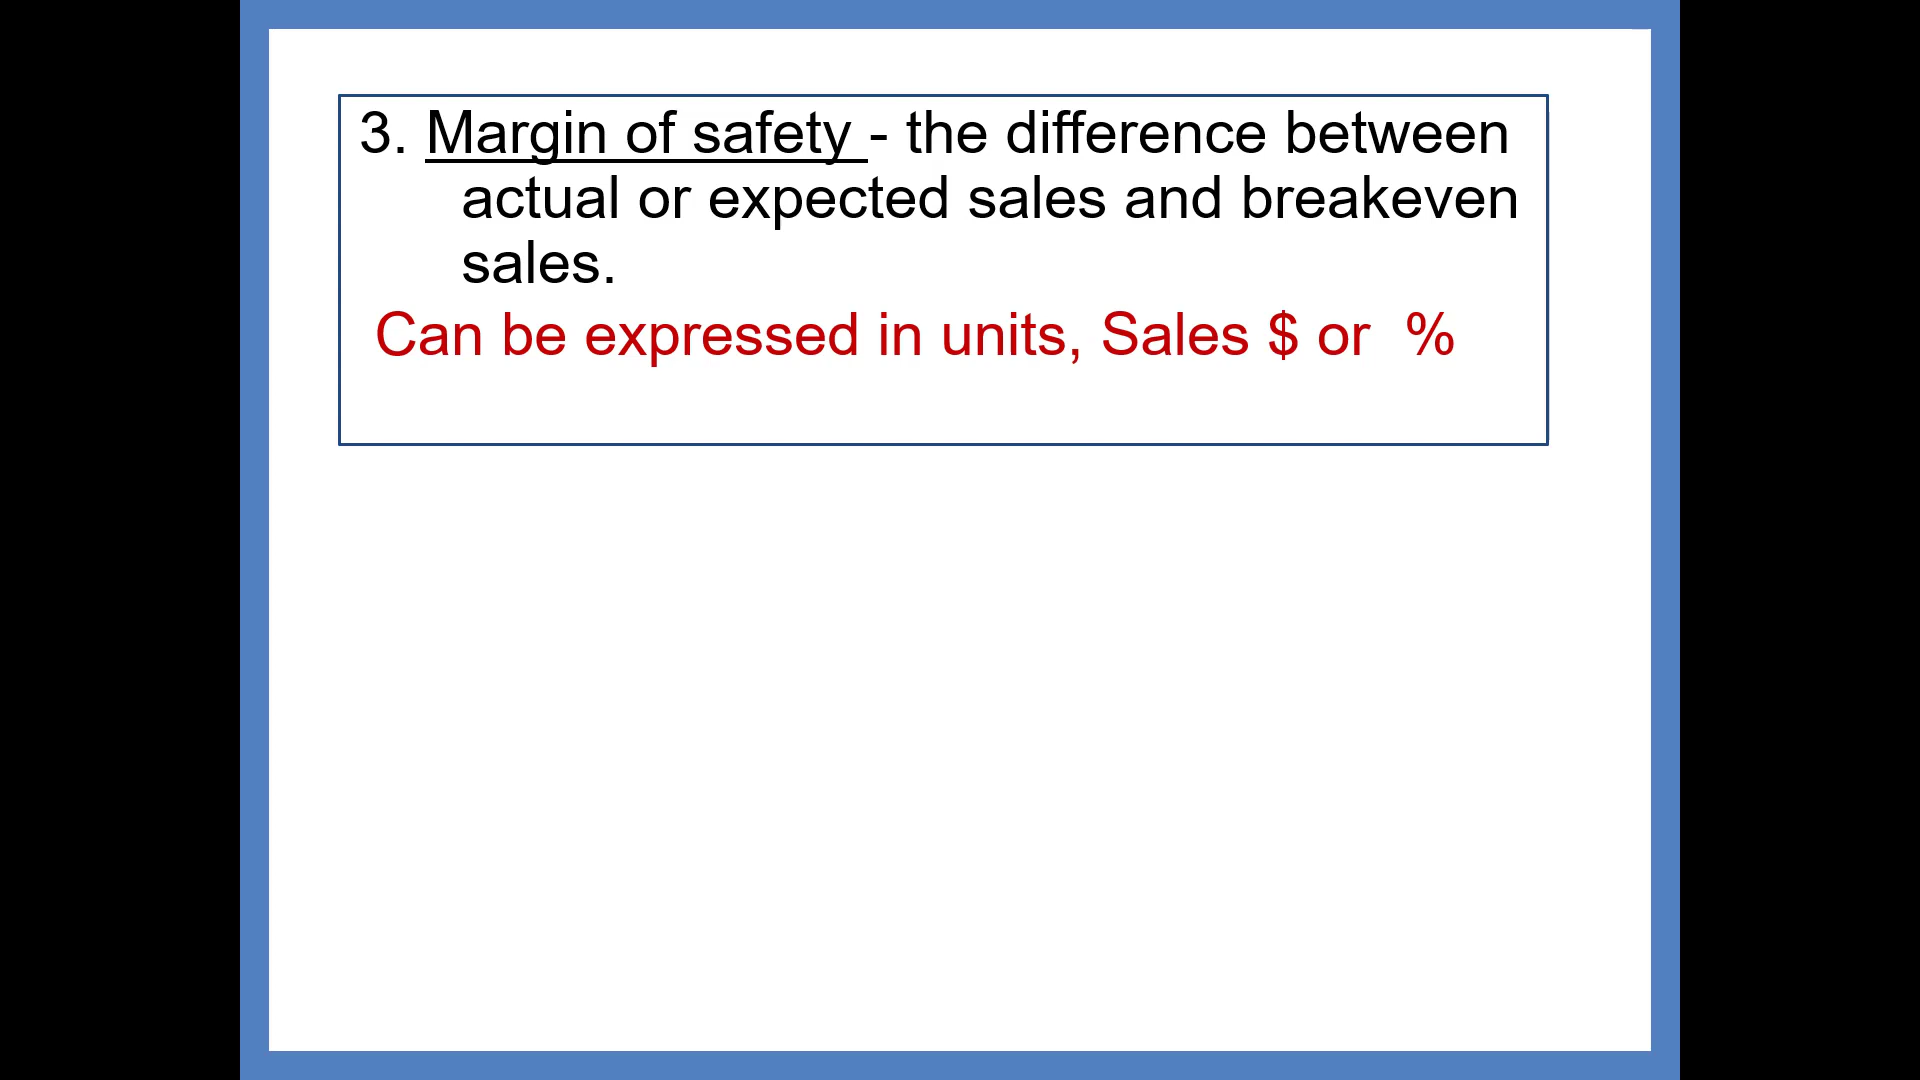 3. Margin of safety - the difference between
actual or expected sales and breakeven
sales.
Can be expressed in units, Sales $ or  %